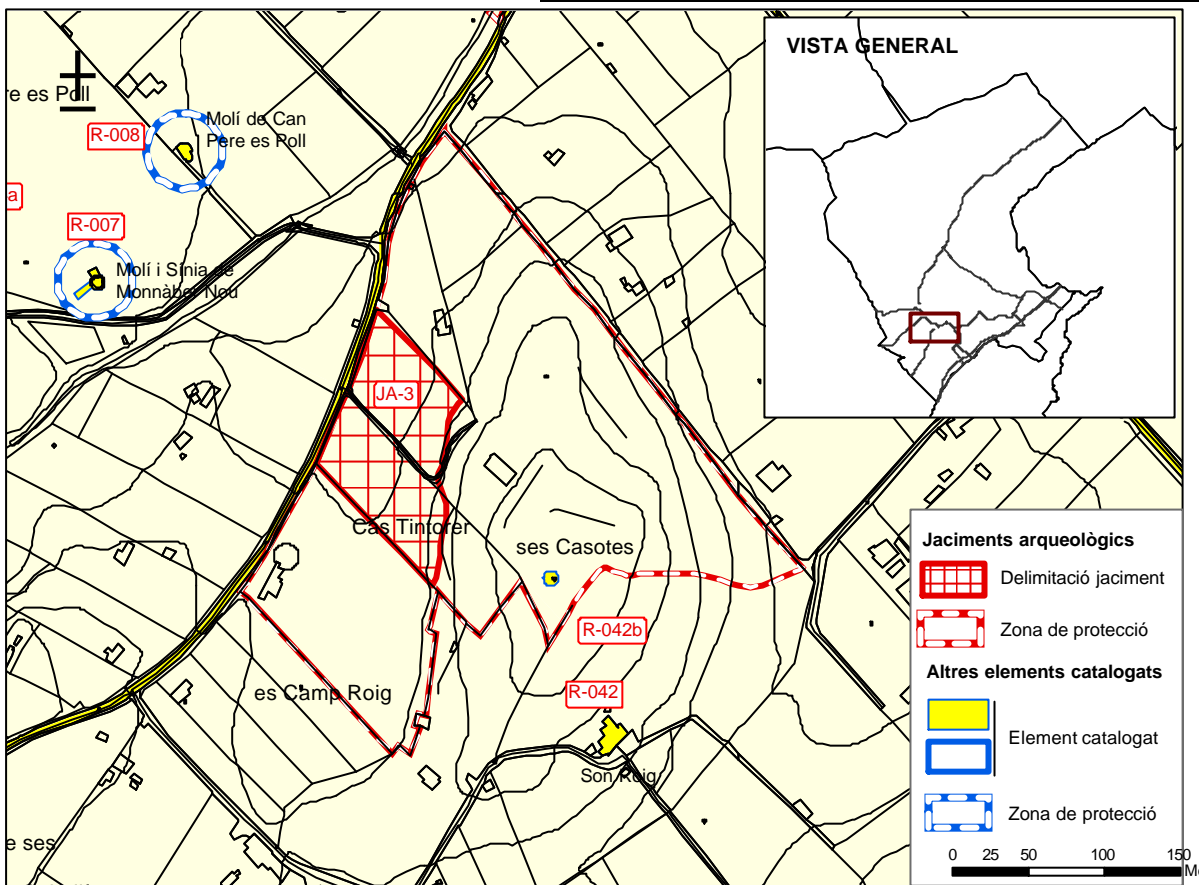 VISTA GENERAL
re es Poll
R-008
Molí de Can
Pere es Poll
a
R-007
Molí i Sínia de
Monnàber Nou
JA-3
Cas Tintorer
ses Casotes
R-042b
R-042
es Camp Roig
Son Roig
e ses
Jaciments arqueològics
Delimitació jaciment
Zona de protecció
Altres elements catalogats
Element catalogat
Zona de protecció
0 25 50 100 150